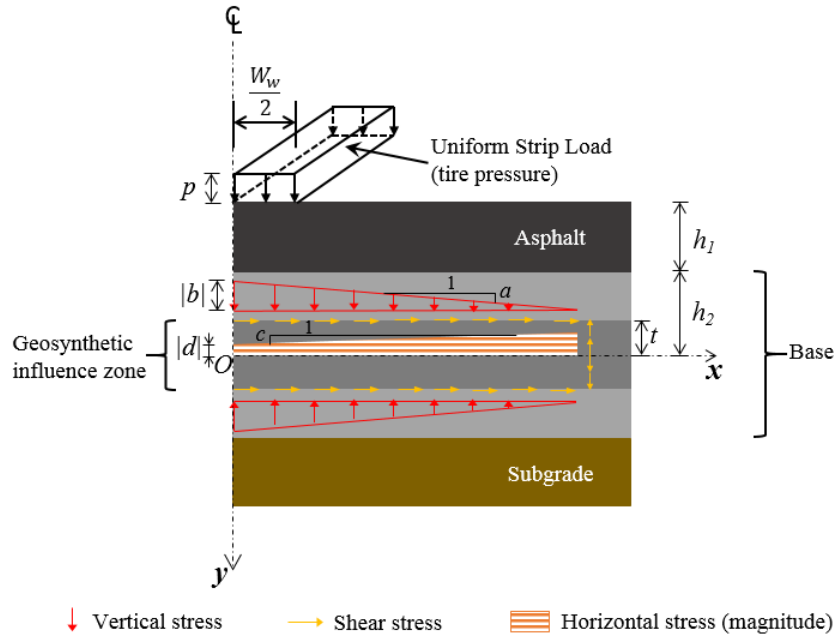 ℄
W_w
2
Uniform Strip Load
(tire pressure)
p
Asphalt
h_1
|b|
1
a
h_2
Geosynthetic
influence zone
|d|
c
1
t
O
x
Base
Subgrade
y
Vertical stress
Shear stress
Horizontal stress (magnitude)